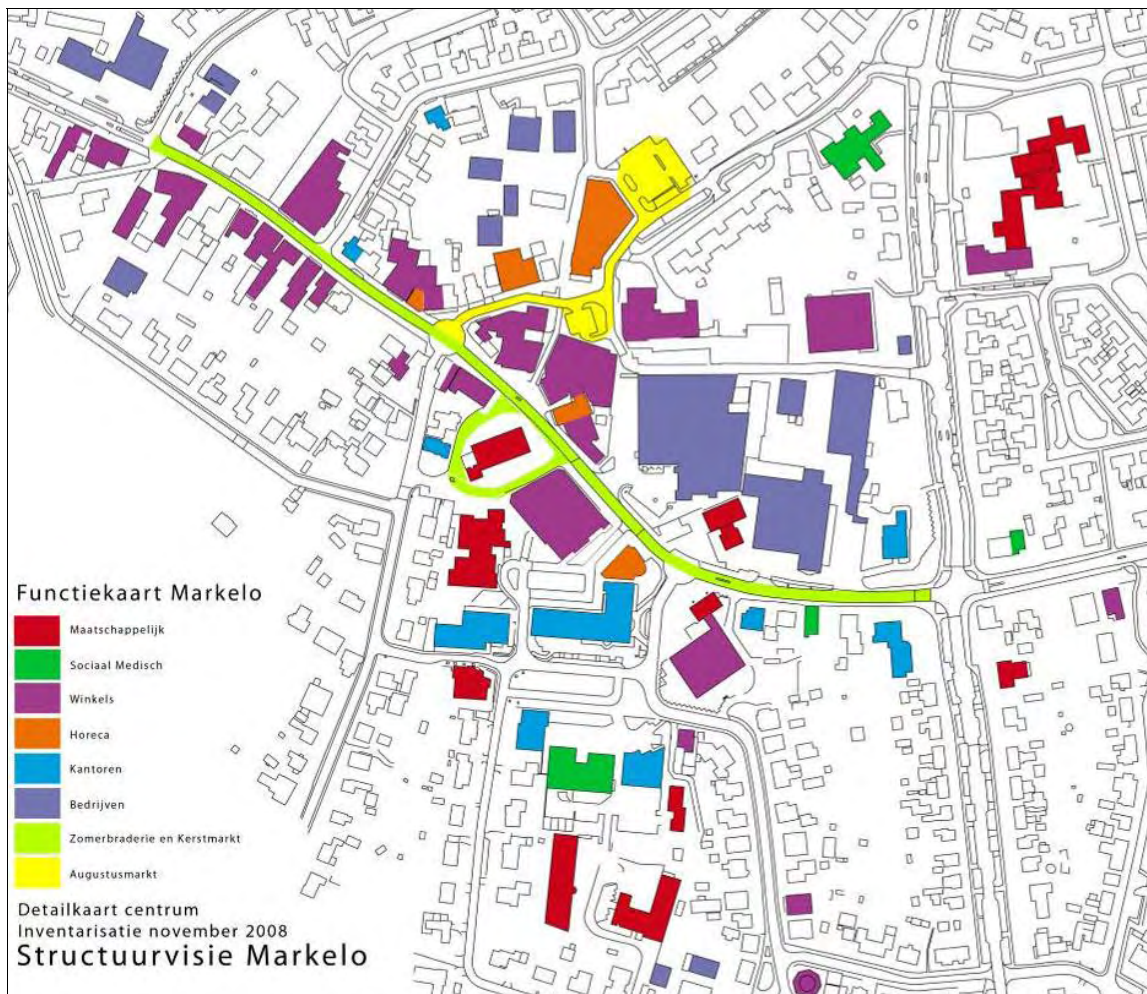 Functiekaart Markelo
Maatschappelijk
Sociaal Medisch
Winkels
Horeca
Kantoren
Bedrijven
Zomerbraderie en Kerstmarkt
Augustusmarkt
Detailkaart centrum
Inventarisatie november 2008
Structuurvisie Markelo